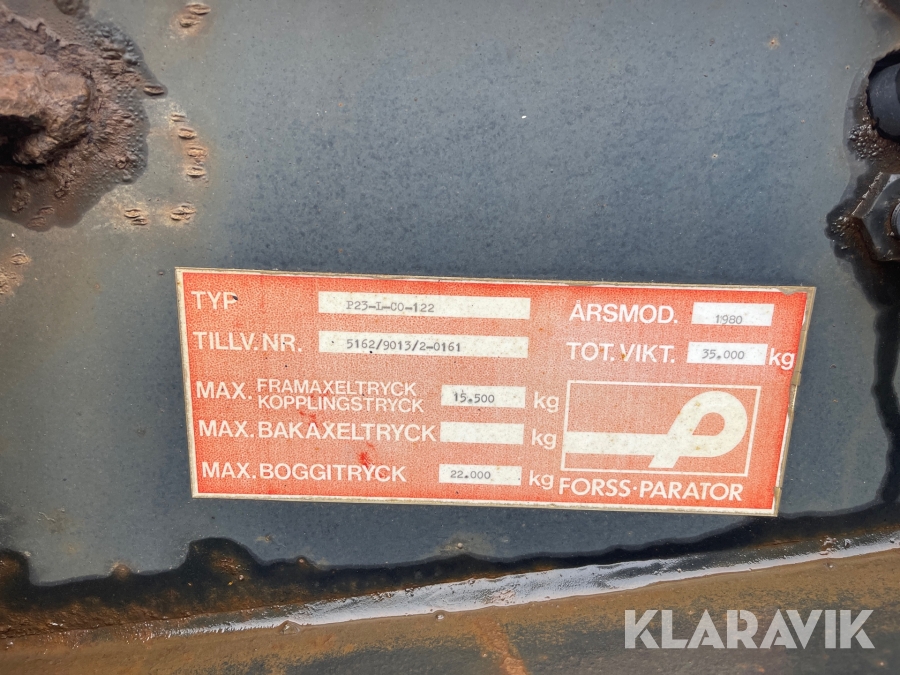 TYP P23-L-00-122 ÅRSMOD. 1980
TILLV.NR. 5162/9013/2-0161 TOT. VIKT. 35.000 kg
MAX. FRAMAXELTRYCK
KOPPLINGSTRYCK 15.500 kg
MAX. BAKAXELTRYCK kg
MAX. BOGGITRYCK 22.000 kg
FORSS·PARATOR
KLARAVIK